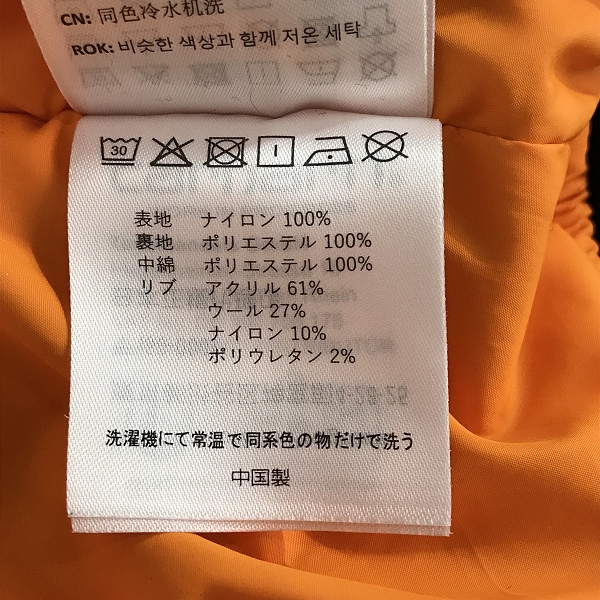 CN: 同色冷水机洗
ROK: 비슷한 색상과 함께 저온 세탁
30
表地 ナイロン 100%
裏地 ポリエステル 100%
中綿 ポリエステル 100%
リブ アクリル 61%
ウール 27%
ナイロン 10%
ポリウレタン 2%
洗濯機にて常温で同系色の物だけで洗う
中国製